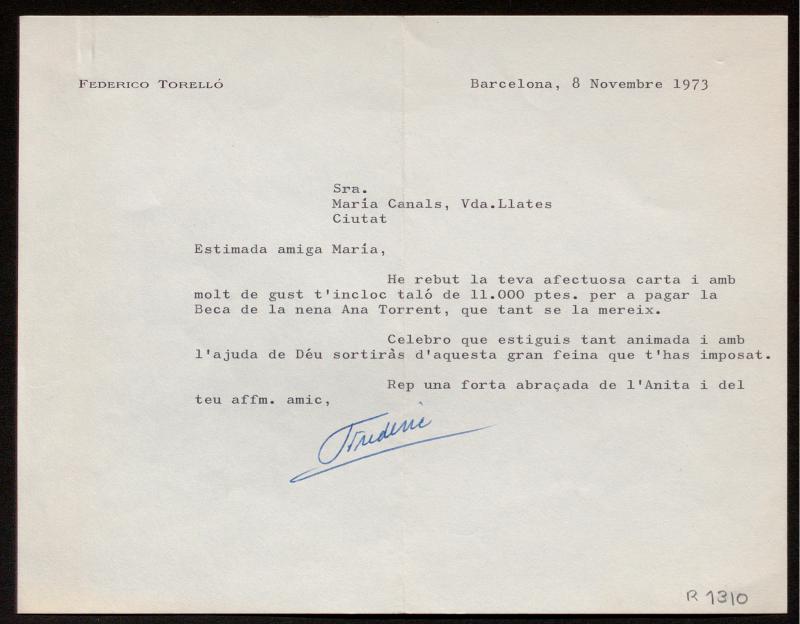 FEDERICO TORELLÓ
Barcelona, 8 Novembre 1973
Sra.
María Canals, Vda.Llates
Ciutat
Estimada amiga María,
He rebut la teva afectuosa carta i amb
molt de gust t'incloc taló de 11.000 ptes. per a pagar la
Beca de la nena Ana Torrent, que tant se la mereix.
Celebro que estiguis tant animada i amb
l'ajuda de Déu sortiràs d'aquesta gran feina que t'has imposat.
Rep una forta abraçada de l'Anita i del
teu affm. amic,
Frederic
R 1310